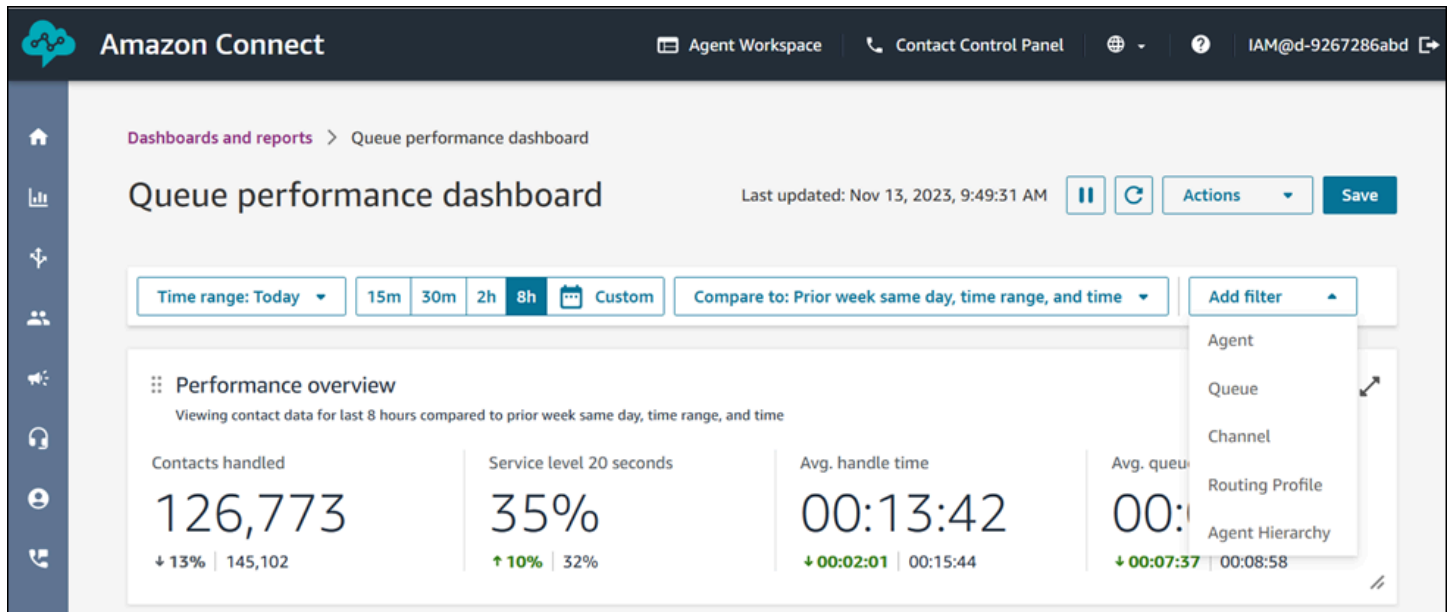 Amazon Connect
Agent Workspace
Contact Control Panel
IAM@d-9267286abd
Dashboards and reports > Queue performance dashboard
Queue performance dashboard
Last updated: Nov 13, 2023, 9:49:31 AM
Actions
Save
Time range: Today
15m 30m 2h 8h Custom
Compare to: Prior week same day, time range, and time
Add filter
Agent
Queue
Channel
Routing Profile
Agent Hierarchy
Performance overview
Viewing contact data for last 8 hours compared to prior week same day, time range, and time
Contacts handled
126,773
↓ 13% | 145,102
Service level 20 seconds
35%
↑ 10% | 32%
Avg. handle time
00:13:42
↓ 00:02:01 | 00:15:44
Avg.
00:
↓ 00:07:37 | 00:08:58